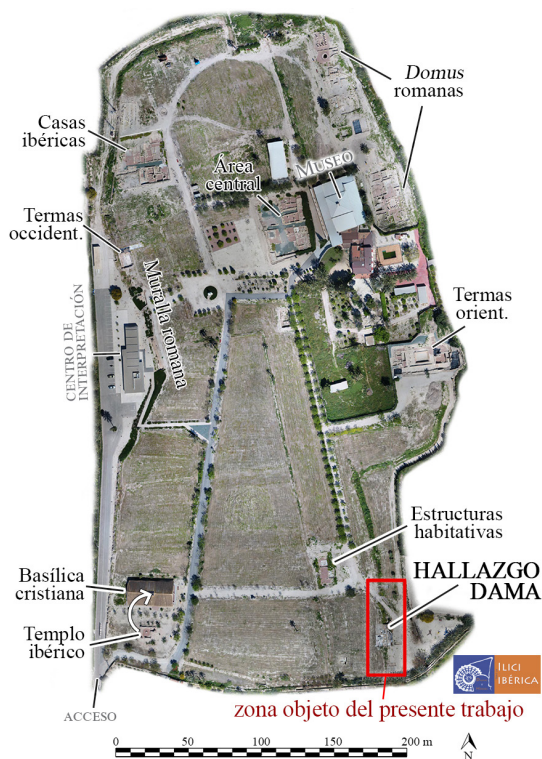 Domus
romanas
Casas
ibéricas
Área
central
MUSEO
Termas
occident.
Muralla romana
CENTRO DE
INTERPRETACIÓN
Termas
orient.
Estructuras
habitativas
HALLAZGO
DAMA
Basílica
cristiana
Templo
ibérico
ILICI
IBÉRICA
zona objeto del presente trabajo
ACCESO
0 50 100 150 200 m
N